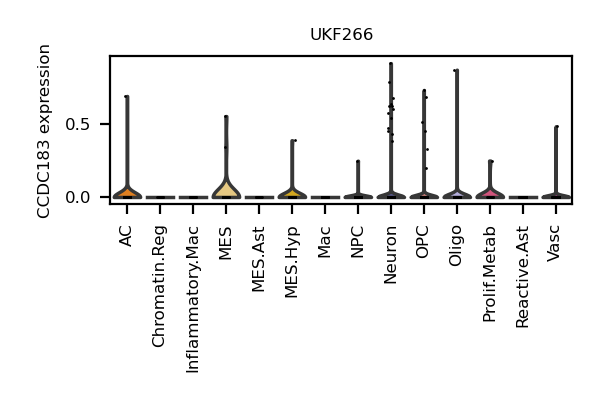 UKF266
CCDC183 expression
0.5
0.0
AC
Chromatin.Reg
Inflammatory.Mac
MES
MES.Ast
MES.Hyp
Mac
NPC
Neuron
OPC
Oligo
Prolif.Metab
Reactive.Ast
Vasc